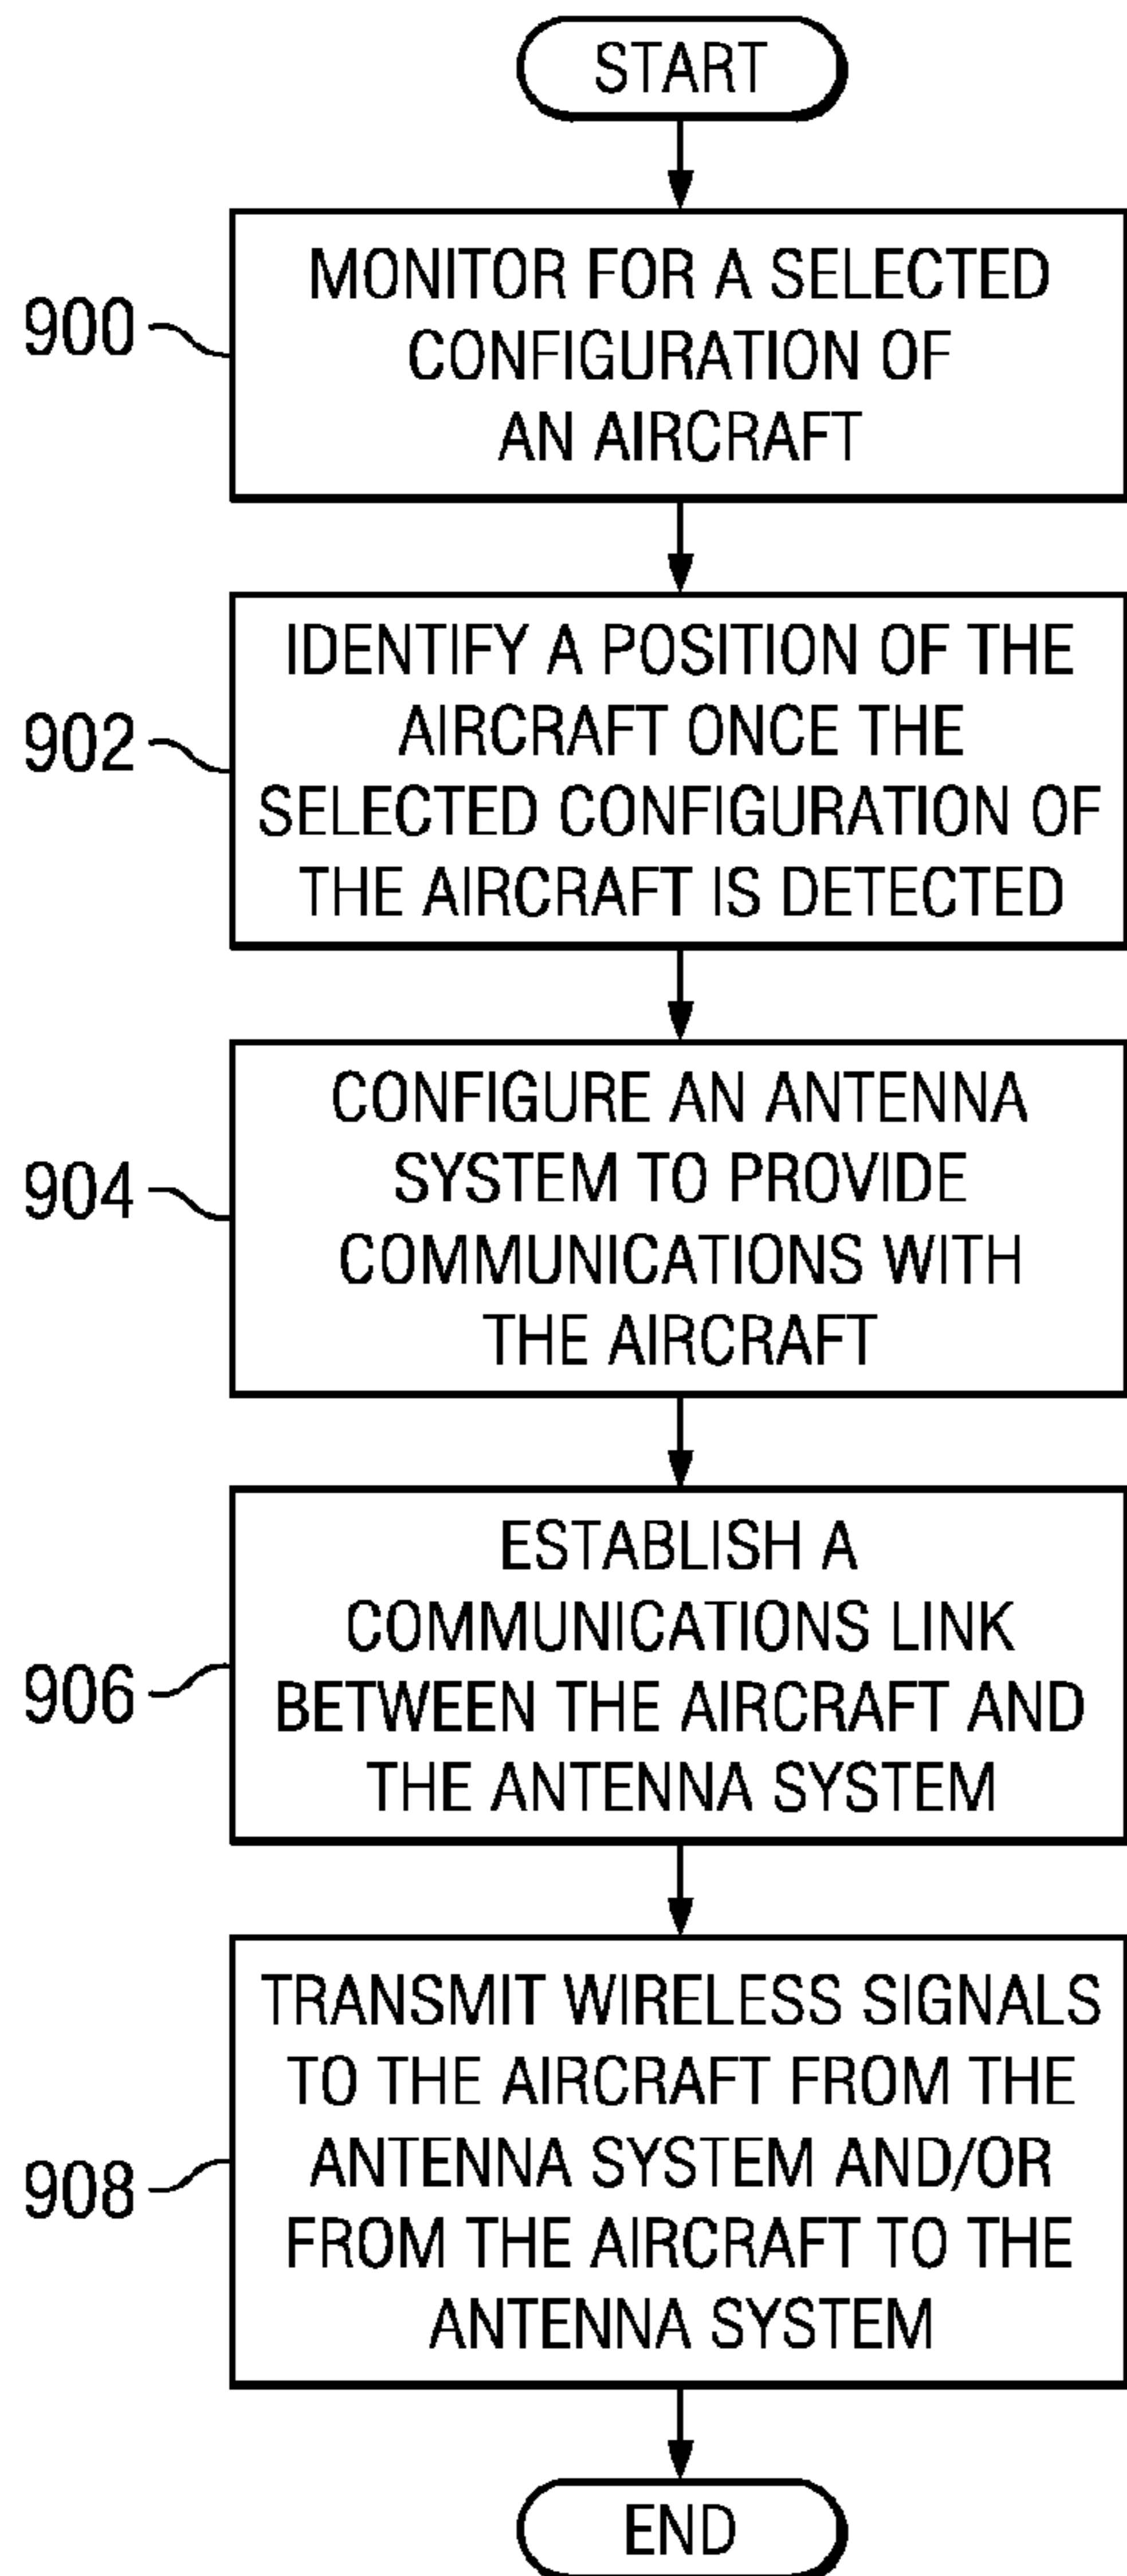 START
900
MONITOR FOR A SELECTED
CONFIGURATION OF
AN AIRCRAFT
902
IDENTIFY A POSITION OF THE
AIRCRAFT ONCE THE
SELECTED CONFIGURATION OF
THE AIRCRAFT IS DETECTED
904
CONFIGURE AN ANTENNA
SYSTEM TO PROVIDE
COMMUNICATIONS WITH
THE AIRCRAFT
906
ESTABLISH A
COMMUNICATIONS LINK
BETWEEN THE AIRCRAFT AND
THE ANTENNA SYSTEM
908
TRANSMIT WIRELESS SIGNALS
TO THE AIRCRAFT FROM THE
ANTENNA SYSTEM AND/OR
FROM THE AIRCRAFT TO THE
ANTENNA SYSTEM
END